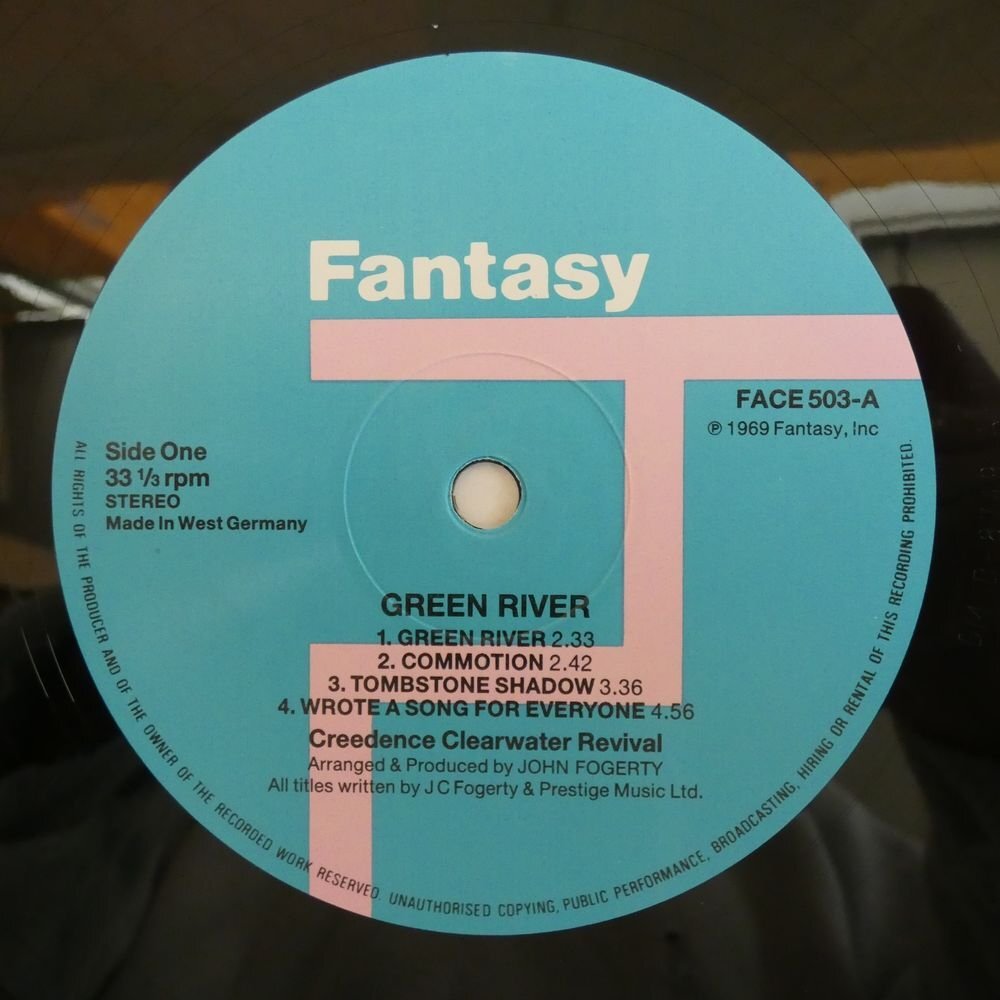 Fantasy
FACE 503-A
℗ 1969 Fantasy, Inc
Side One
33 ⅓ rpm
STEREO
Made In West Germany
GREEN RIVER
1. GREEN RIVER 2.33
2. COMMOTION 2.42
3. TOMBSTONE SHADOW 3.36
4. WROTE A SONG FOR EVERYONE 4.56
Creedence Clearwater Revival
Arranged & Produced by JOHN FOGERTY
All titles written by J C Fogerty & Prestige Music Ltd.
ALL RIGHTS OF THE PRODUCER AND OF THE OWNER OF THE RECORDED WORK RESERVED. UNAUTHORISED COPYING, PUBLIC PERFORMANCE, BROADCASTING, HIRING OR RENTAL OF THIS RECORDING PROHIBITED.